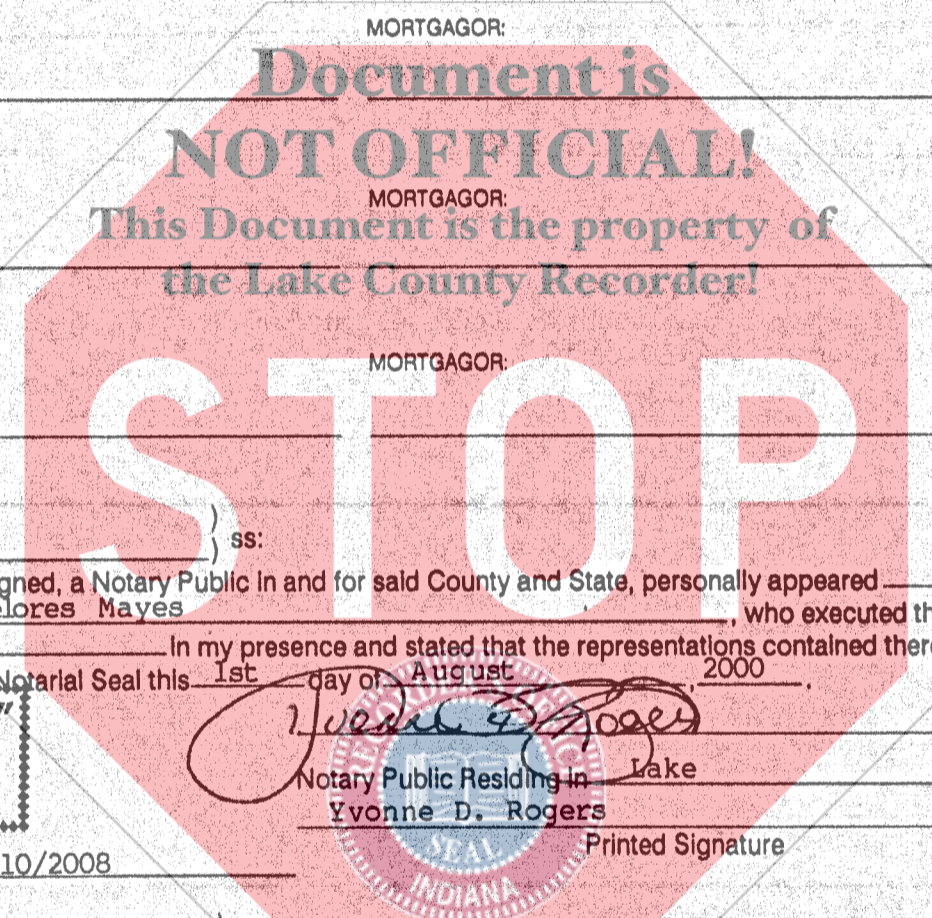 MORTGAGOR:
Document is
NOT OFFICIAL!
MORTGAGOR:
This Document is the property of
the Lake County Recorder!
MORTGAGOR:
STOP
)
) ss:
gned, a Notary Public in and for said County and State, personally appeared
lores Mayes , who executed th
In my presence and stated that the representations contained there
Notarial Seal this 1st day of August , 2000 .
"
Notary Public Residing in Lake
Yvonne D. Rogers
Printed Signature
SEAL
INDIANA
10/2008